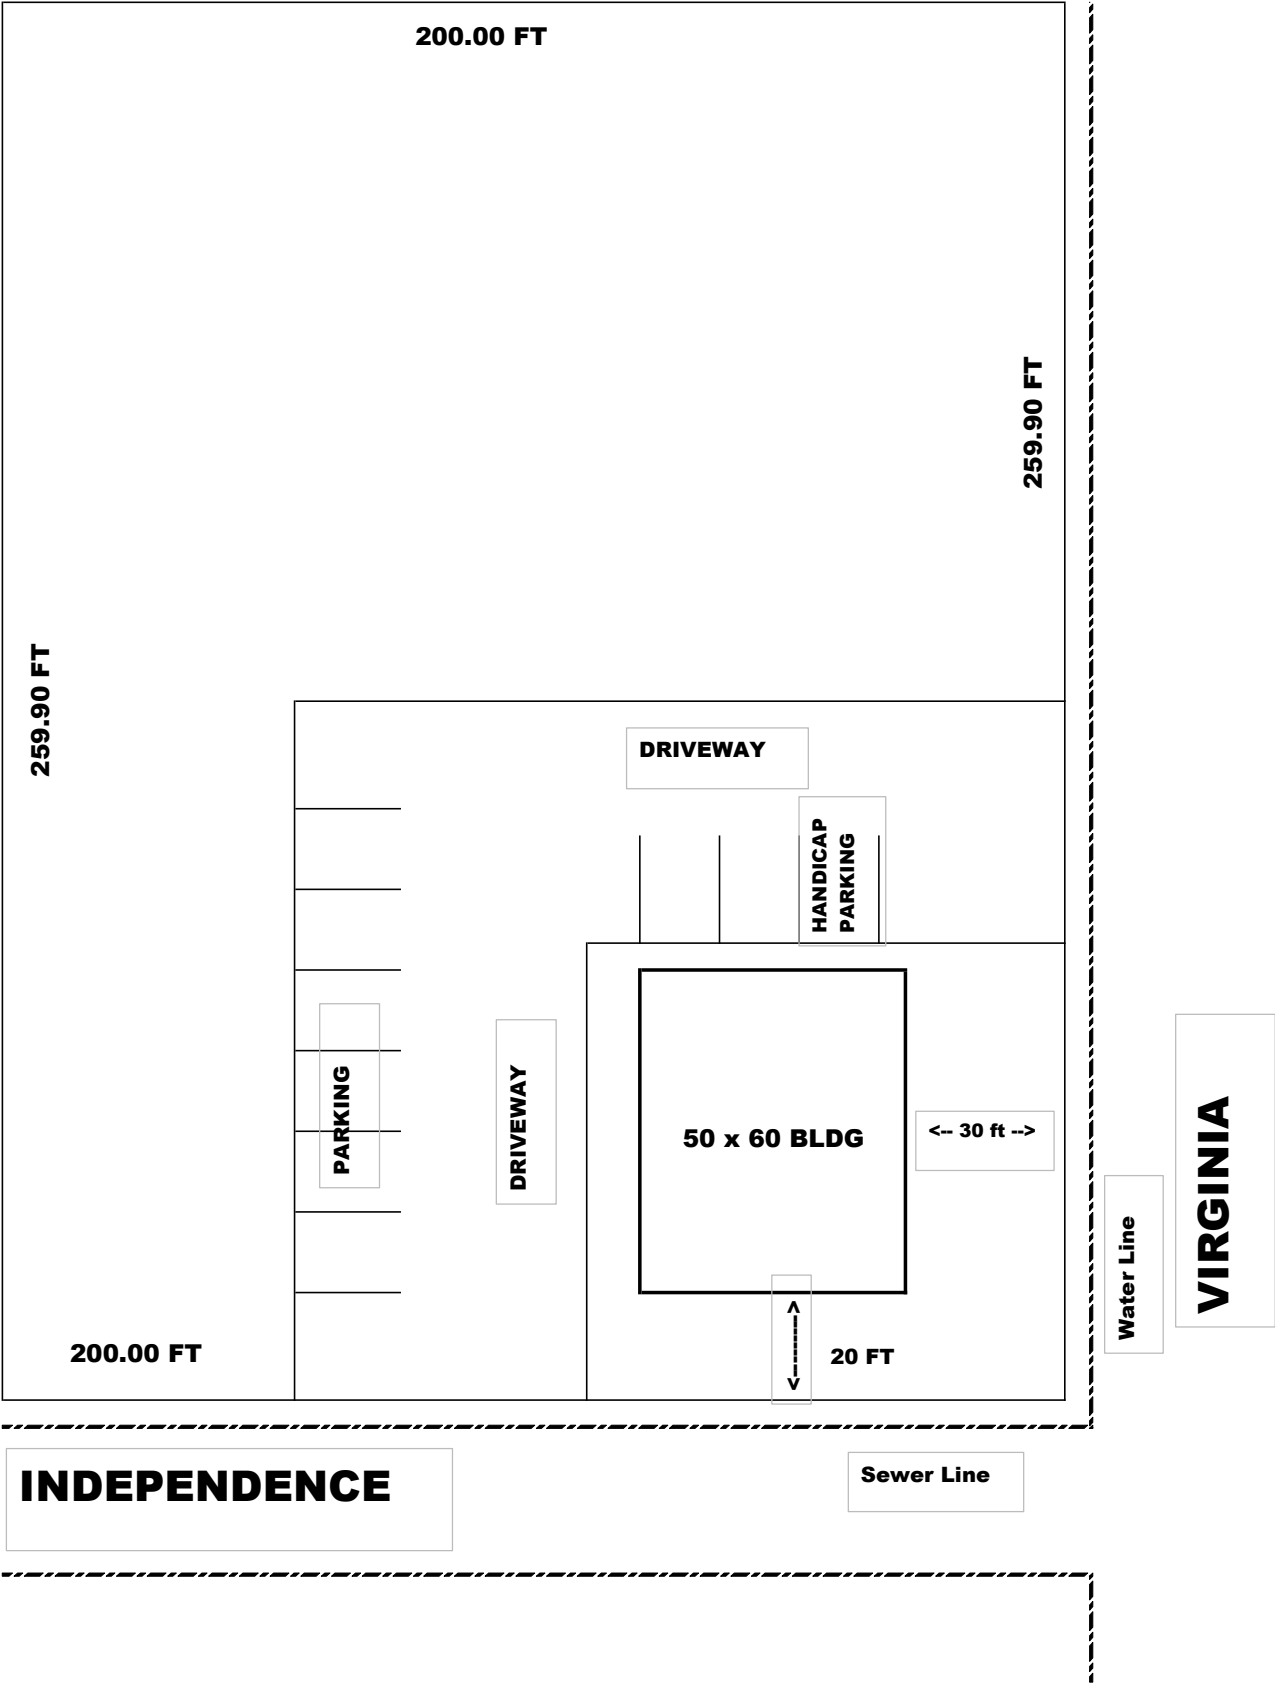 200.00 FT
259.90 FT
259.90 FT
DRIVEWAY
HANDICAP
PARKING
PARKING
DRIVEWAY
50 x 60 BLDG
<-- 30 ft -->
VIRGINIA
Water Line
<------->
20 FT
200.00 FT
INDEPENDENCE
Sewer Line